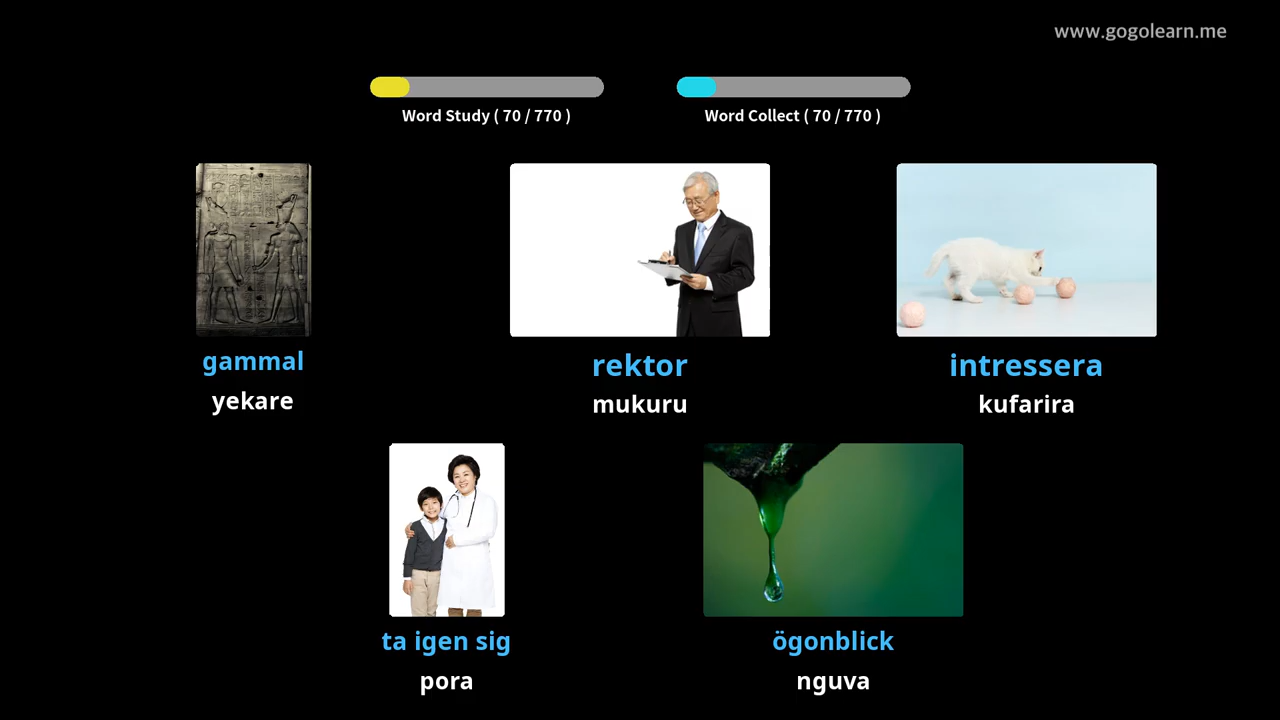 www.gogolearn.me
Word Study ( 70 / 770 )
Word Collect ( 70 / 770 )
gammal
yekare
rektor
mukuru
intressera
kufarira
ta igen sig
pora
ögonblick
nguva